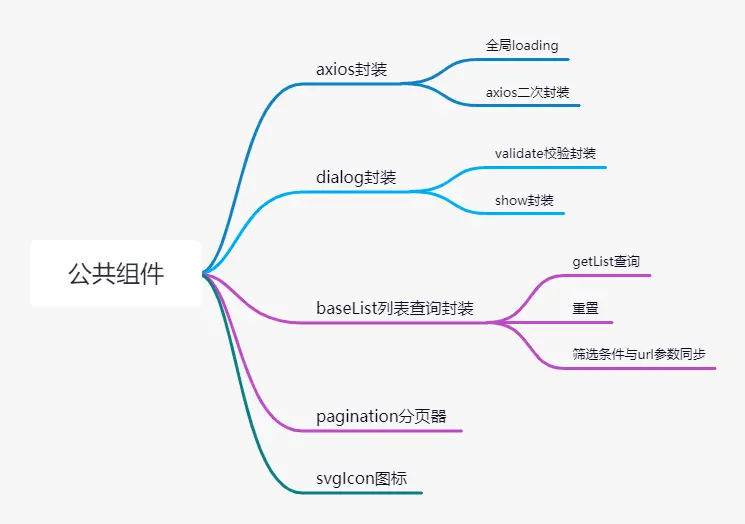 公共组件
axios封装
全局loading
axios二次封装
dialog封装
validate校验封装
show封装
baseList列表查询封装
getList查询
重置
筛选条件与url参数同步
pagination分页器
svgIcon图标